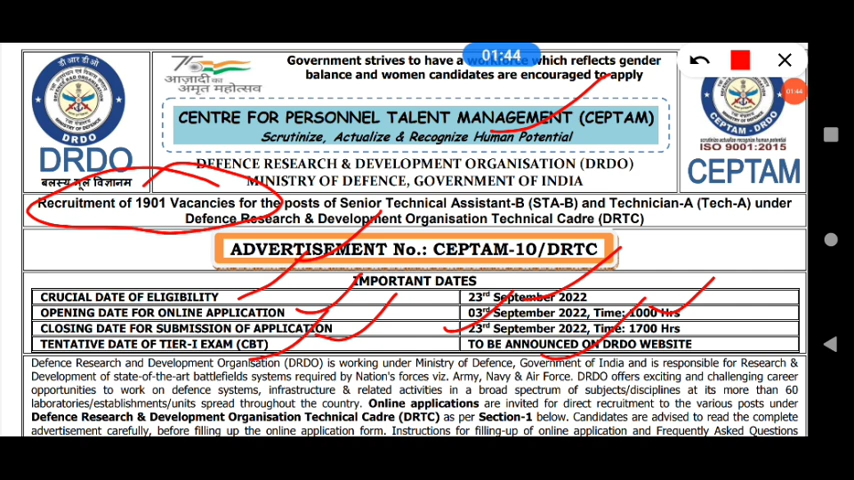 01:44
Government strives to have a workforce which reflects gender
balance and women candidates are encouraged to apply
01:44
आज़ादी का
अमृत महोत्सव
डी आर डी ओ
DRDO
DRDO
बलस्य मूलं विज्ञानम्
CENTRE FOR PERSONNEL TALENT MANAGEMENT (CEPTAM)
Scrutinize, Actualize & Recognize Human Potential
DEFENCE RESEARCH & DEVELOPMENT ORGANISATION (DRDO)
MINISTRY OF DEFENCE, GOVERNMENT OF INDIA
CEPTAM-DRDO
scrutinize, actualize & recognize human potential
ISO 9001:2015
CEPTAM
Recruitment of 1901 Vacancies for the posts of Senior Technical Assistant-B (STA-B) and Technician-A (Tech-A) under
Defence Research & Development Organisation Technical Cadre (DRTC)
ADVERTISEMENT No.: CEPTAM-10/DRTC
IMPORTANT DATES
CRUCIAL DATE OF ELIGIBILITY 23rd September 2022
OPENING DATE FOR ONLINE APPLICATION 03rd September 2022, Time: 1000 Hrs
CLOSING DATE FOR SUBMISSION OF APPLICATION 23rd September 2022, Time: 1700 Hrs
TENTATIVE DATE OF TIER-I EXAM (CBT) TO BE ANNOUNCED ON DRDO WEBSITE
Defence Research and Development Organisation (DRDO) is working under Ministry of Defence, Government of India and is responsible for Research &
Development of state-of-the-art battlefields systems required by Nation's forces viz. Army, Navy & Air Force. DRDO offers exciting and challenging career
opportunities to work on defence systems, infrastructure & related activities in a broad spectrum of subjects/disciplines at its more than 60
laboratories/establishments/units spread throughout the country. Online applications are invited for direct recruitment to the various posts under
Defence Research & Development Organisation Technical Cadre (DRTC) as per Section-1 below. Candidates are advised to read the complete
advertisement carefully, before filling up the online application form. Instructions for filling-up of online application and Frequently Asked Questions